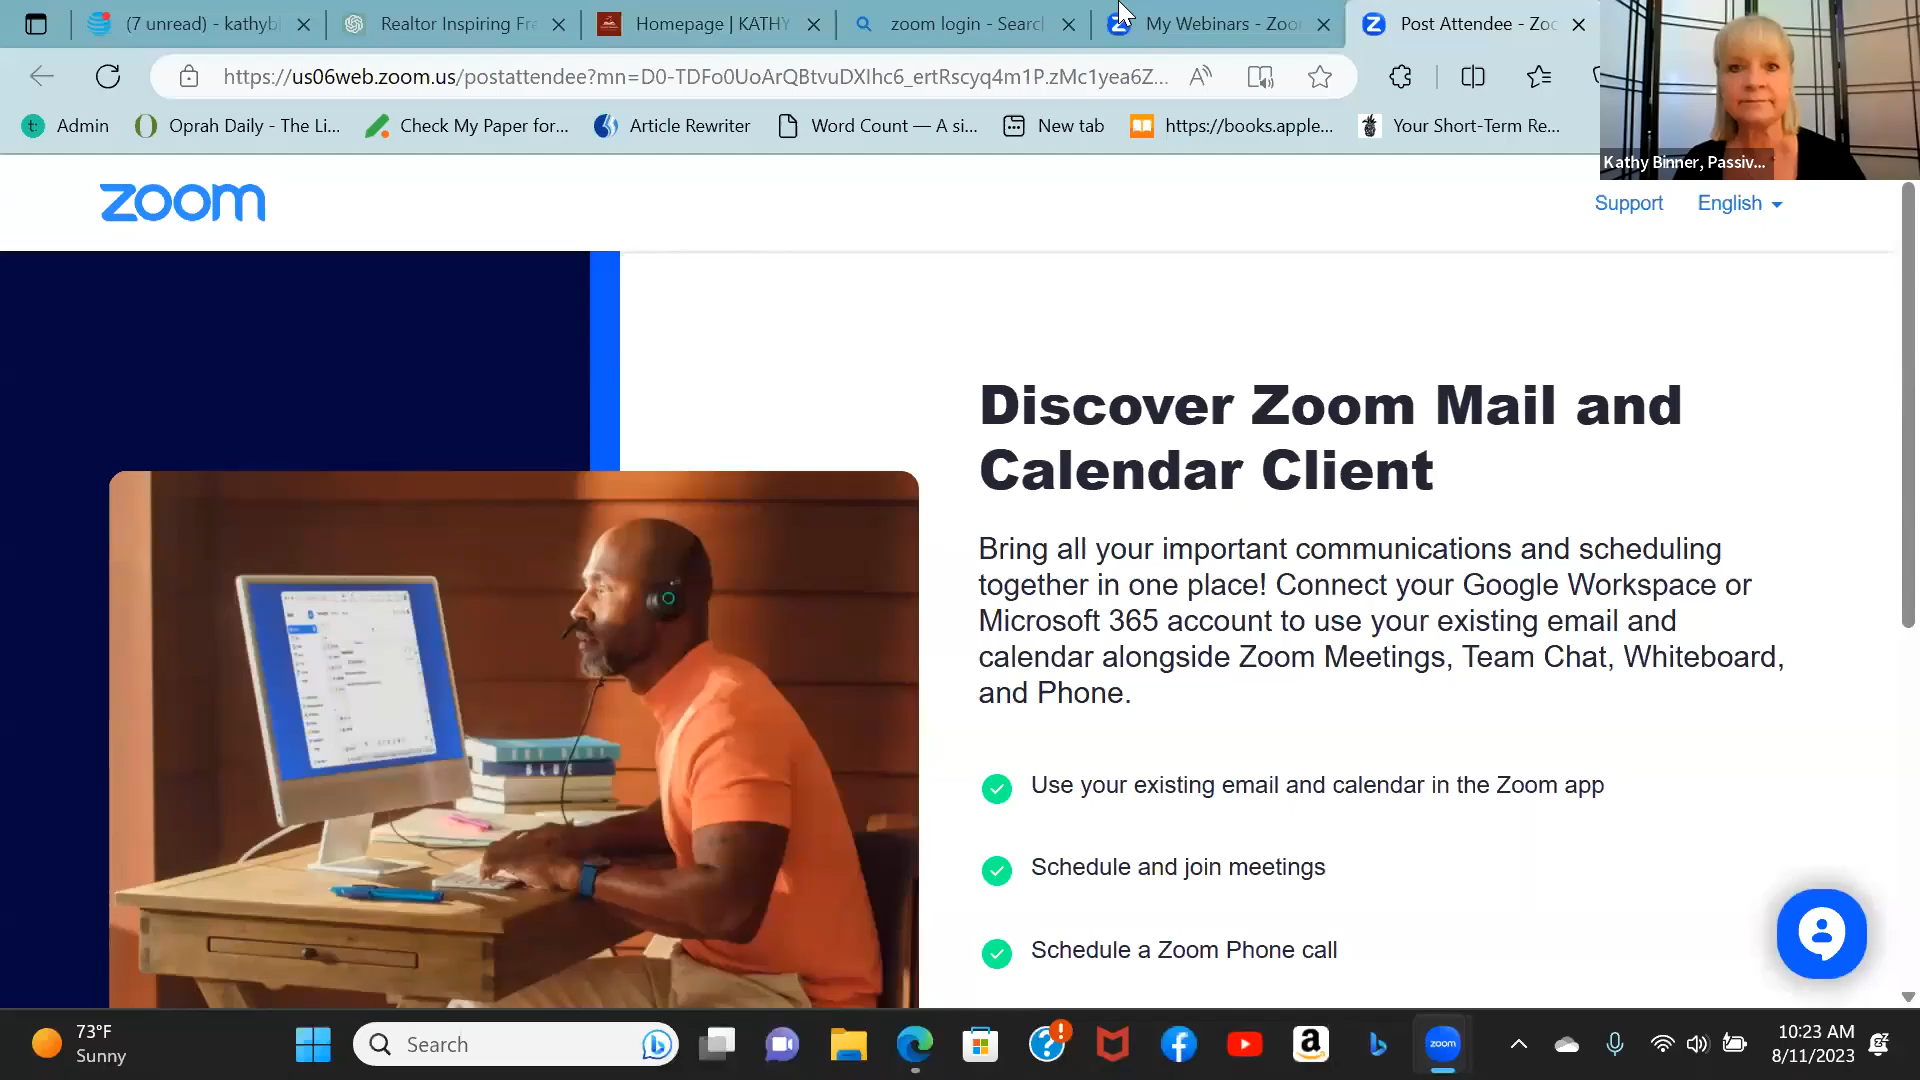 (7 unread) - kathybi
Realtor Inspiring Fre
Homepage | KATHY
zoom login - Search
My Webinars - Zoo
Post Attendee - Zoo
https://us06web.zoom.us/postattendee?mn=D0-TDFo0UoArQBtvuDXIhc6_ertRscyq4m1P.zMc1yea6Z...
Admin
Oprah Daily - The Li...
Check My Paper for...
Article Rewriter
Word Count — A si...
New tab
https://books.apple...
Your Short-Term Re...
Kathy Binner, Passiv...
zoom
Support
English
Discover Zoom Mail and
Calendar Client
Bring all your important communications and scheduling
together in one place! Connect your Google Workspace or
Microsoft 365 account to use your existing email and
calendar alongside Zoom Meetings, Team Chat, Whiteboard,
and Phone.
Use your existing email and calendar in the Zoom app
Schedule and join meetings
Schedule a Zoom Phone call
BLUE
73°F
Sunny
Search
zoom
10:23 AM
8/11/2023